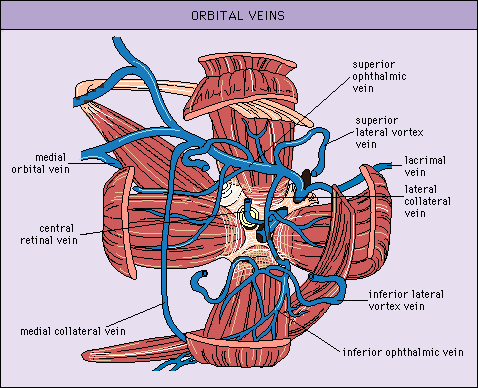 ORBITAL VEINS
superior
ophthalmic
vein
superior
lateral vortex
vein
medial
orbital vein
lacrimal
vein
lateral
collateral
vein
central
retinal vein
inferior lateral
vortex vein
medial collateral vein
inferior ophthalmic vein